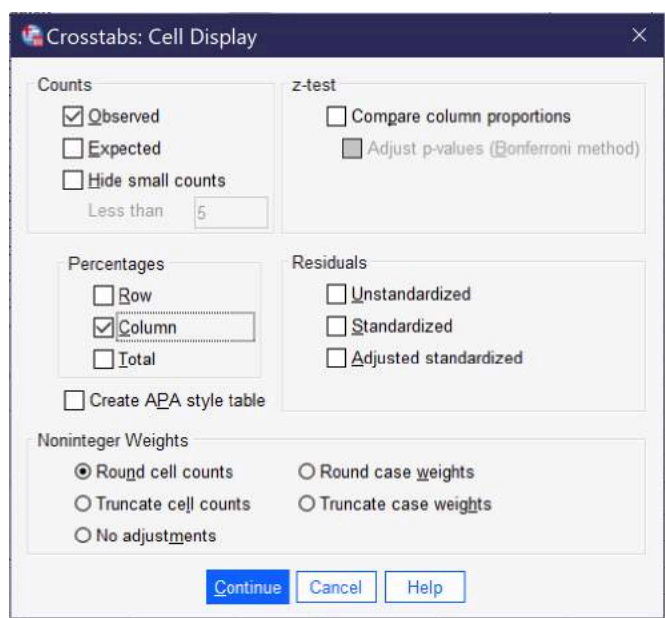 Crosstabs: Cell Display
Counts
Observed
Expected
Hide small counts
Less than 5
z-test
Compare column proportions
Adjust p-values (Bonferroni method)
Percentages
Row
Column
Total
Residuals
Unstandardized
Standardized
Adjusted standardized
Create APA style table
Noninteger Weights
Round cell counts
Round case weights
Truncate cell counts
Truncate case weights
No adjustments
Continue
Cancel
Help